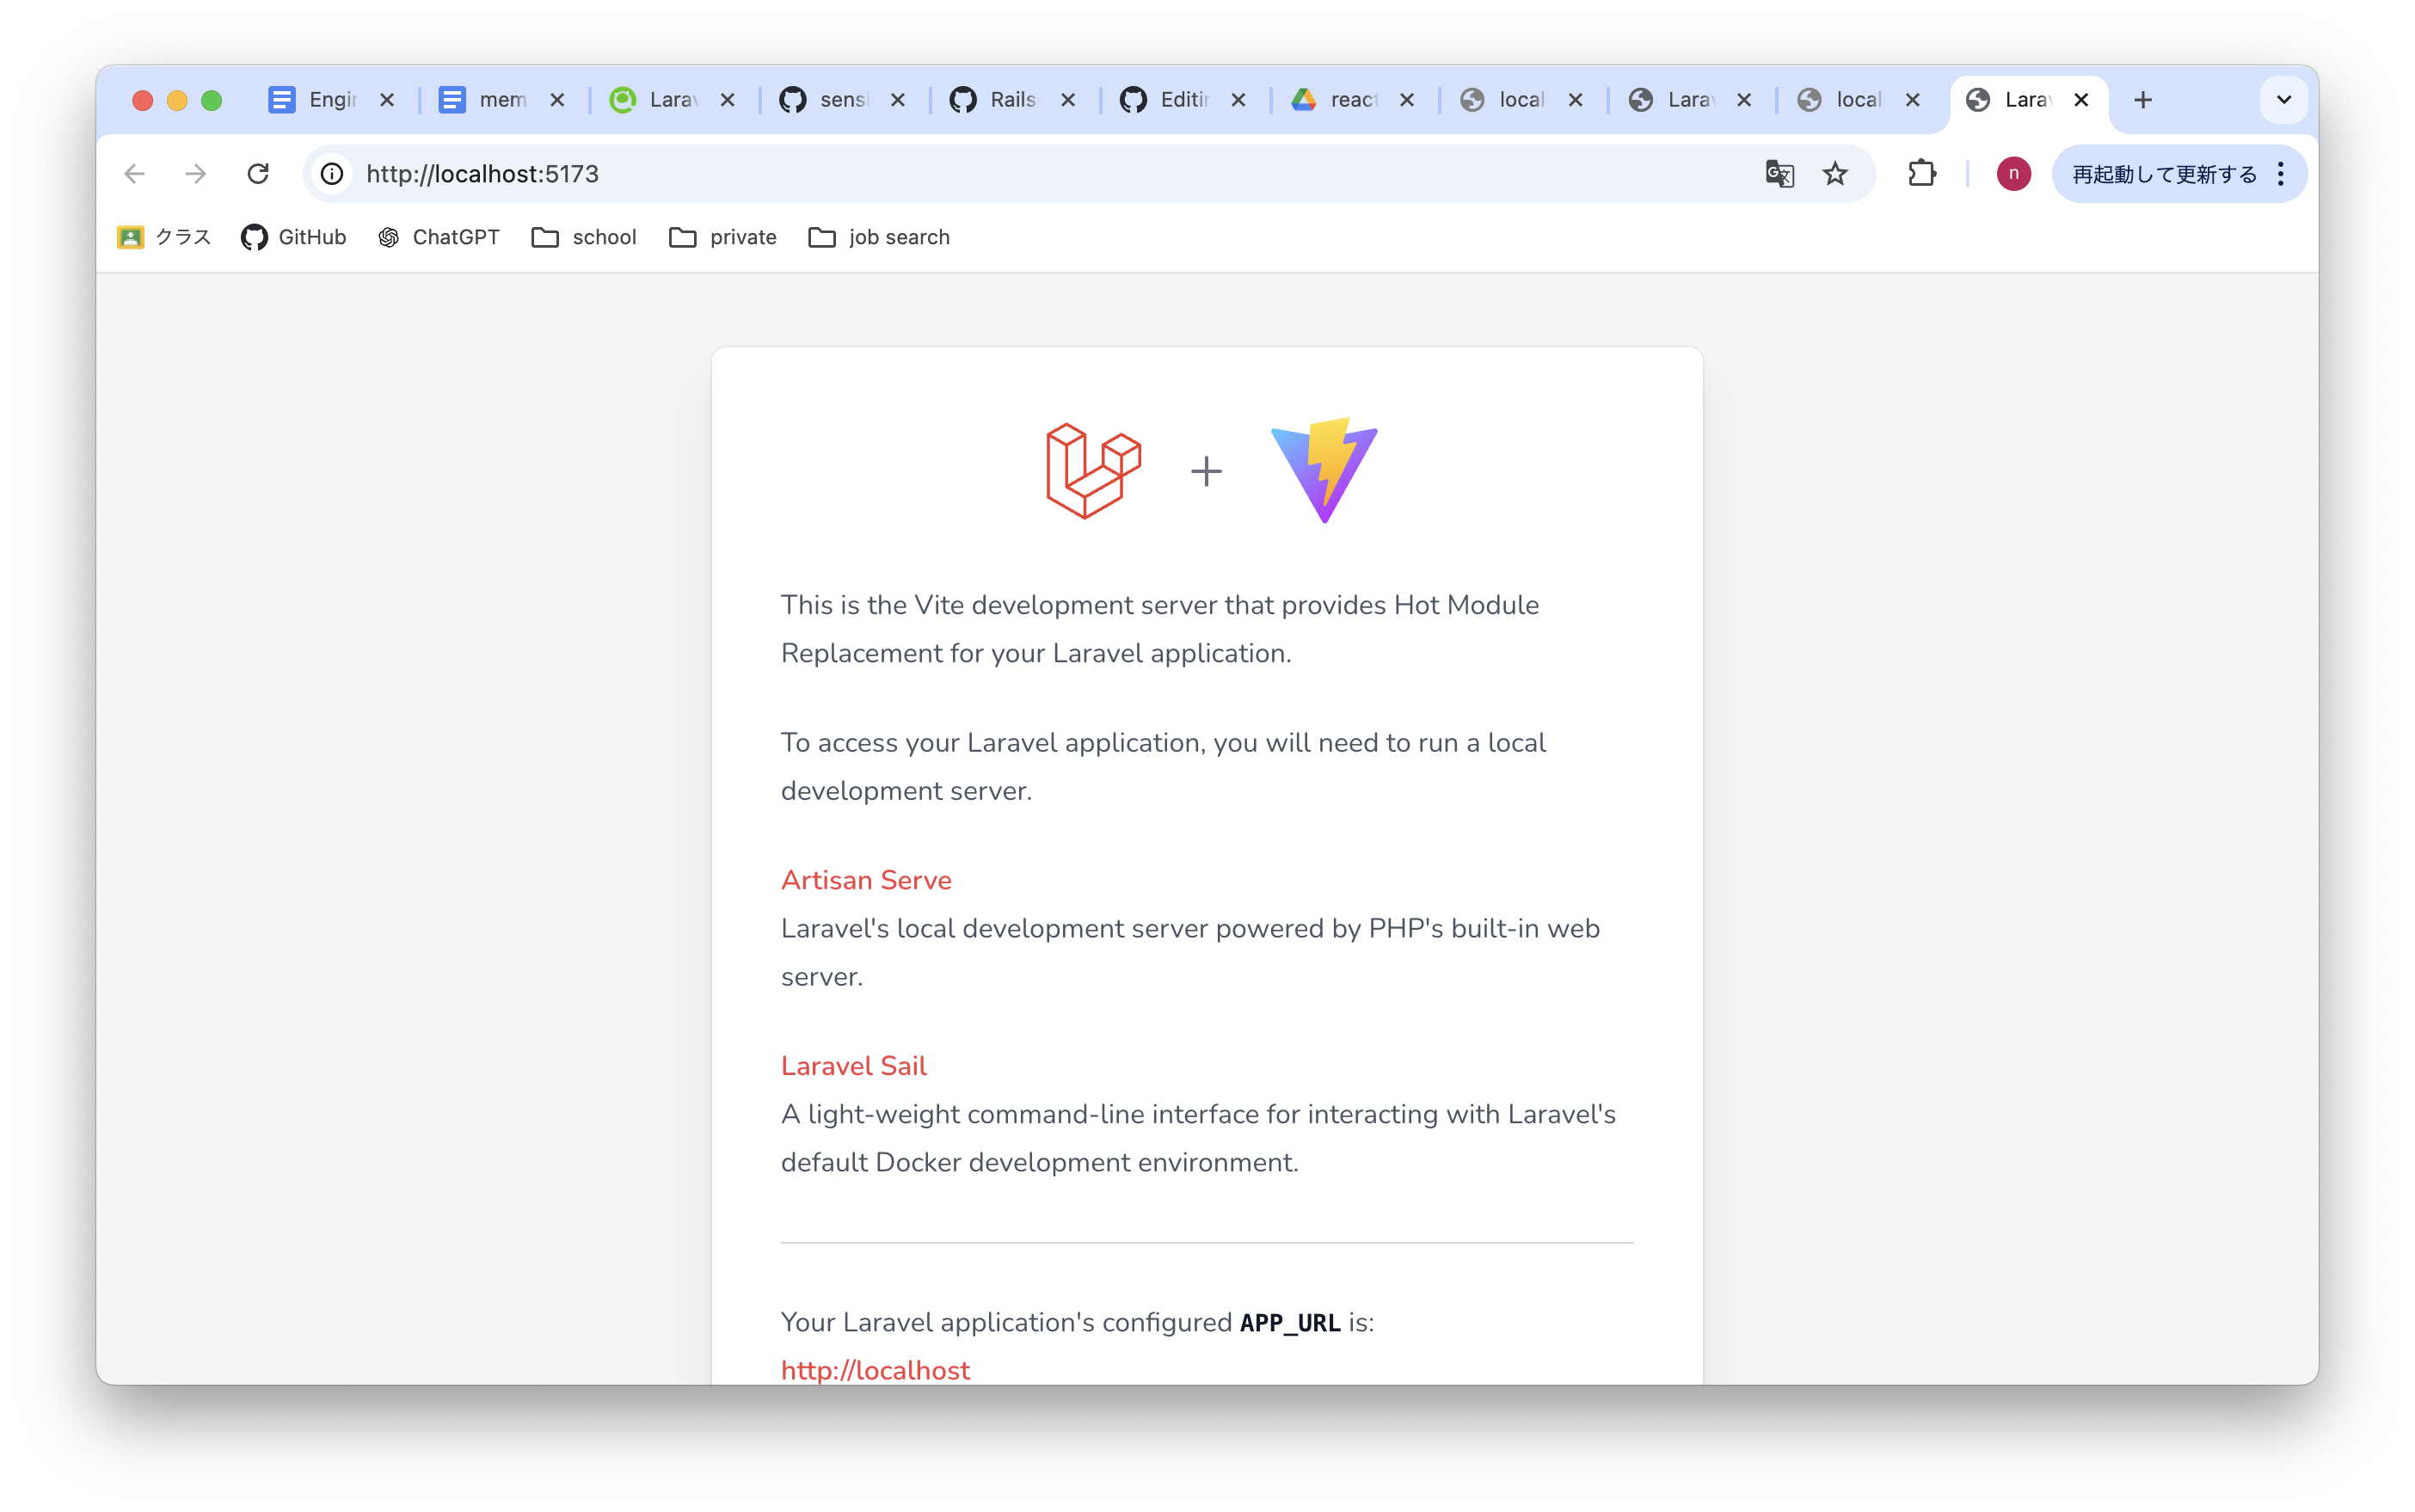 Engi
mem
Lara
sens
Rails
Editi
react
local
Lara
local
Lara
http://localhost:5173
n
再起動して更新する
クラス
GitHub
ChatGPT
school
private
job search
This is the Vite development server that provides Hot Module
Replacement for your Laravel application.
To access your Laravel application, you will need to run a local
development server.
Artisan Serve
Laravel's local development server powered by PHP's built-in web
server.
Laravel Sail
A light-weight command-line interface for interacting with Laravel's
default Docker development environment.
Your Laravel application's configured APP_URL is:
http://localhost